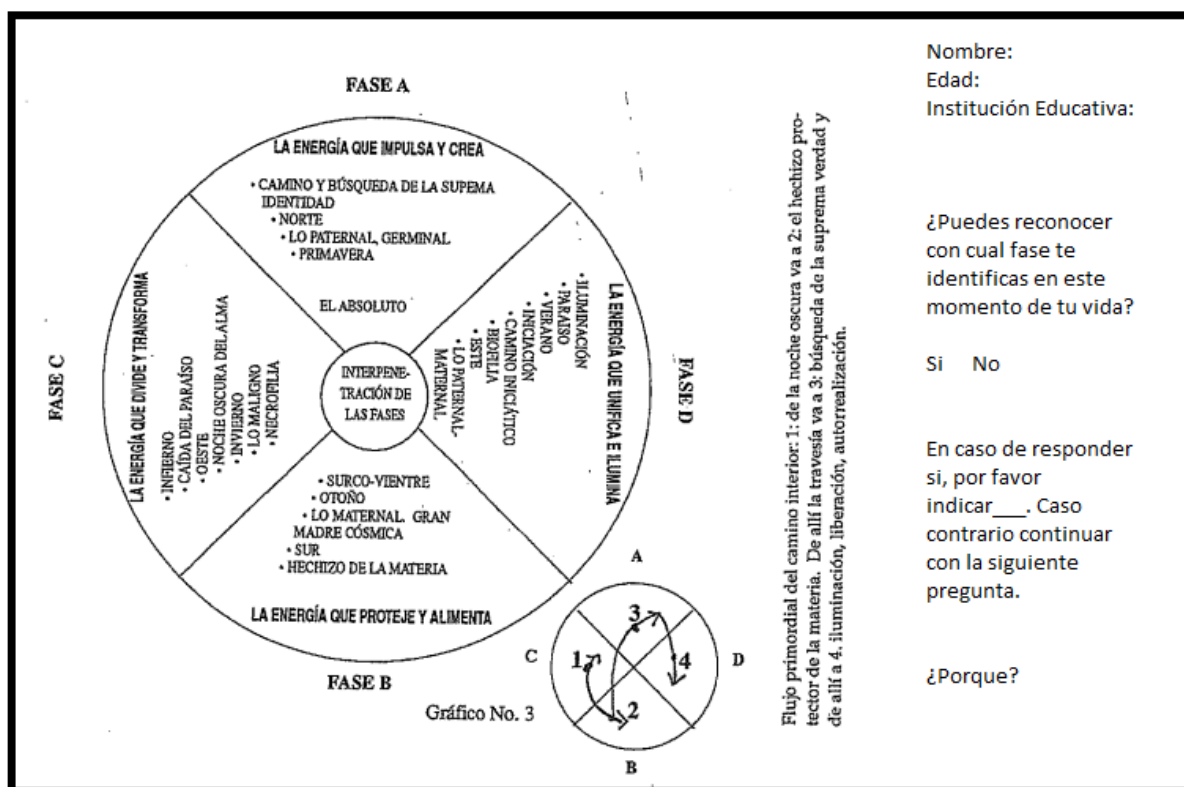 FASE A
LA ENERGÍA QUE IMPULSA Y CREA
• CAMINO Y BÚSQUEDA DE LA SUPEMA
IDENTIDAD
• NORTE
• LO PATERNAL, GERMINAL
• PRIMAVERA
EL ABSOLUTO
FASE C
LA ENERGÍA QUE DIVIDE Y TRANSFORMA
• INFIERNO
• CAÍDA DEL PARAÍSO
• OESTE
• NOCHE OSCURA DEL ALMA
• INVIERNO
• LO MALIGNO
• NECROFILIA
INTERPENE-
TRACIÓN DE
LAS FASES
FASE D
LA ENERGÍA QUE UNIFICA E ILUMINA
• ILUMINACIÓN
• PARAISO
• VERANO
• INICIACIÓN
• CAMINO INICIÁTICO
• BIOFILIA
• ESTE
• LO PATERNAL-
MATERNAL
• SURCO-VIENTRE
• OTOÑO
• LO MATERNAL. GRAN
MADRE CÓSMICA
• SUR
• HECHIZO DE LA MATERIA
LA ENERGÍA QUE PROTEJE Y ALIMENTA
FASE B
Gráfico No. 3
A
C
D
B
1
2
3
4
Flujo primordial del camino interior: 1: de la noche oscura va a 2: el hechizo pro-
tector de la materia. De allí la travesía va a 3: búsqueda de la suprema verdad y
de allí a 4. iluminación, liberación, autorrealización.
Nombre:
Edad:
Institución Educativa:
¿Puedes reconocer
con cual fase te
identificas en este
momento de tu vida?
Si No
En caso de responder
si, por favor
indicar___. Caso
contrario continuar
con la siguiente
pregunta.
¿Porque?